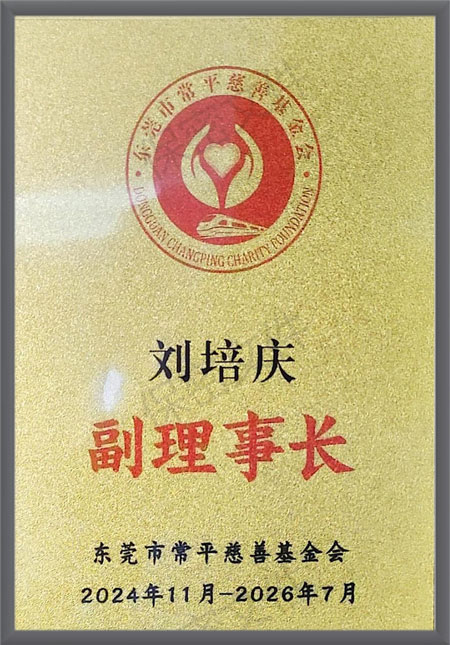 东莞市常平慈善基金会
DONGGUAN CHANGPING CHARITY FOUNDATION
刘培庆
副理事长
东莞市常平慈善基金会
2024年11月-2026年7月